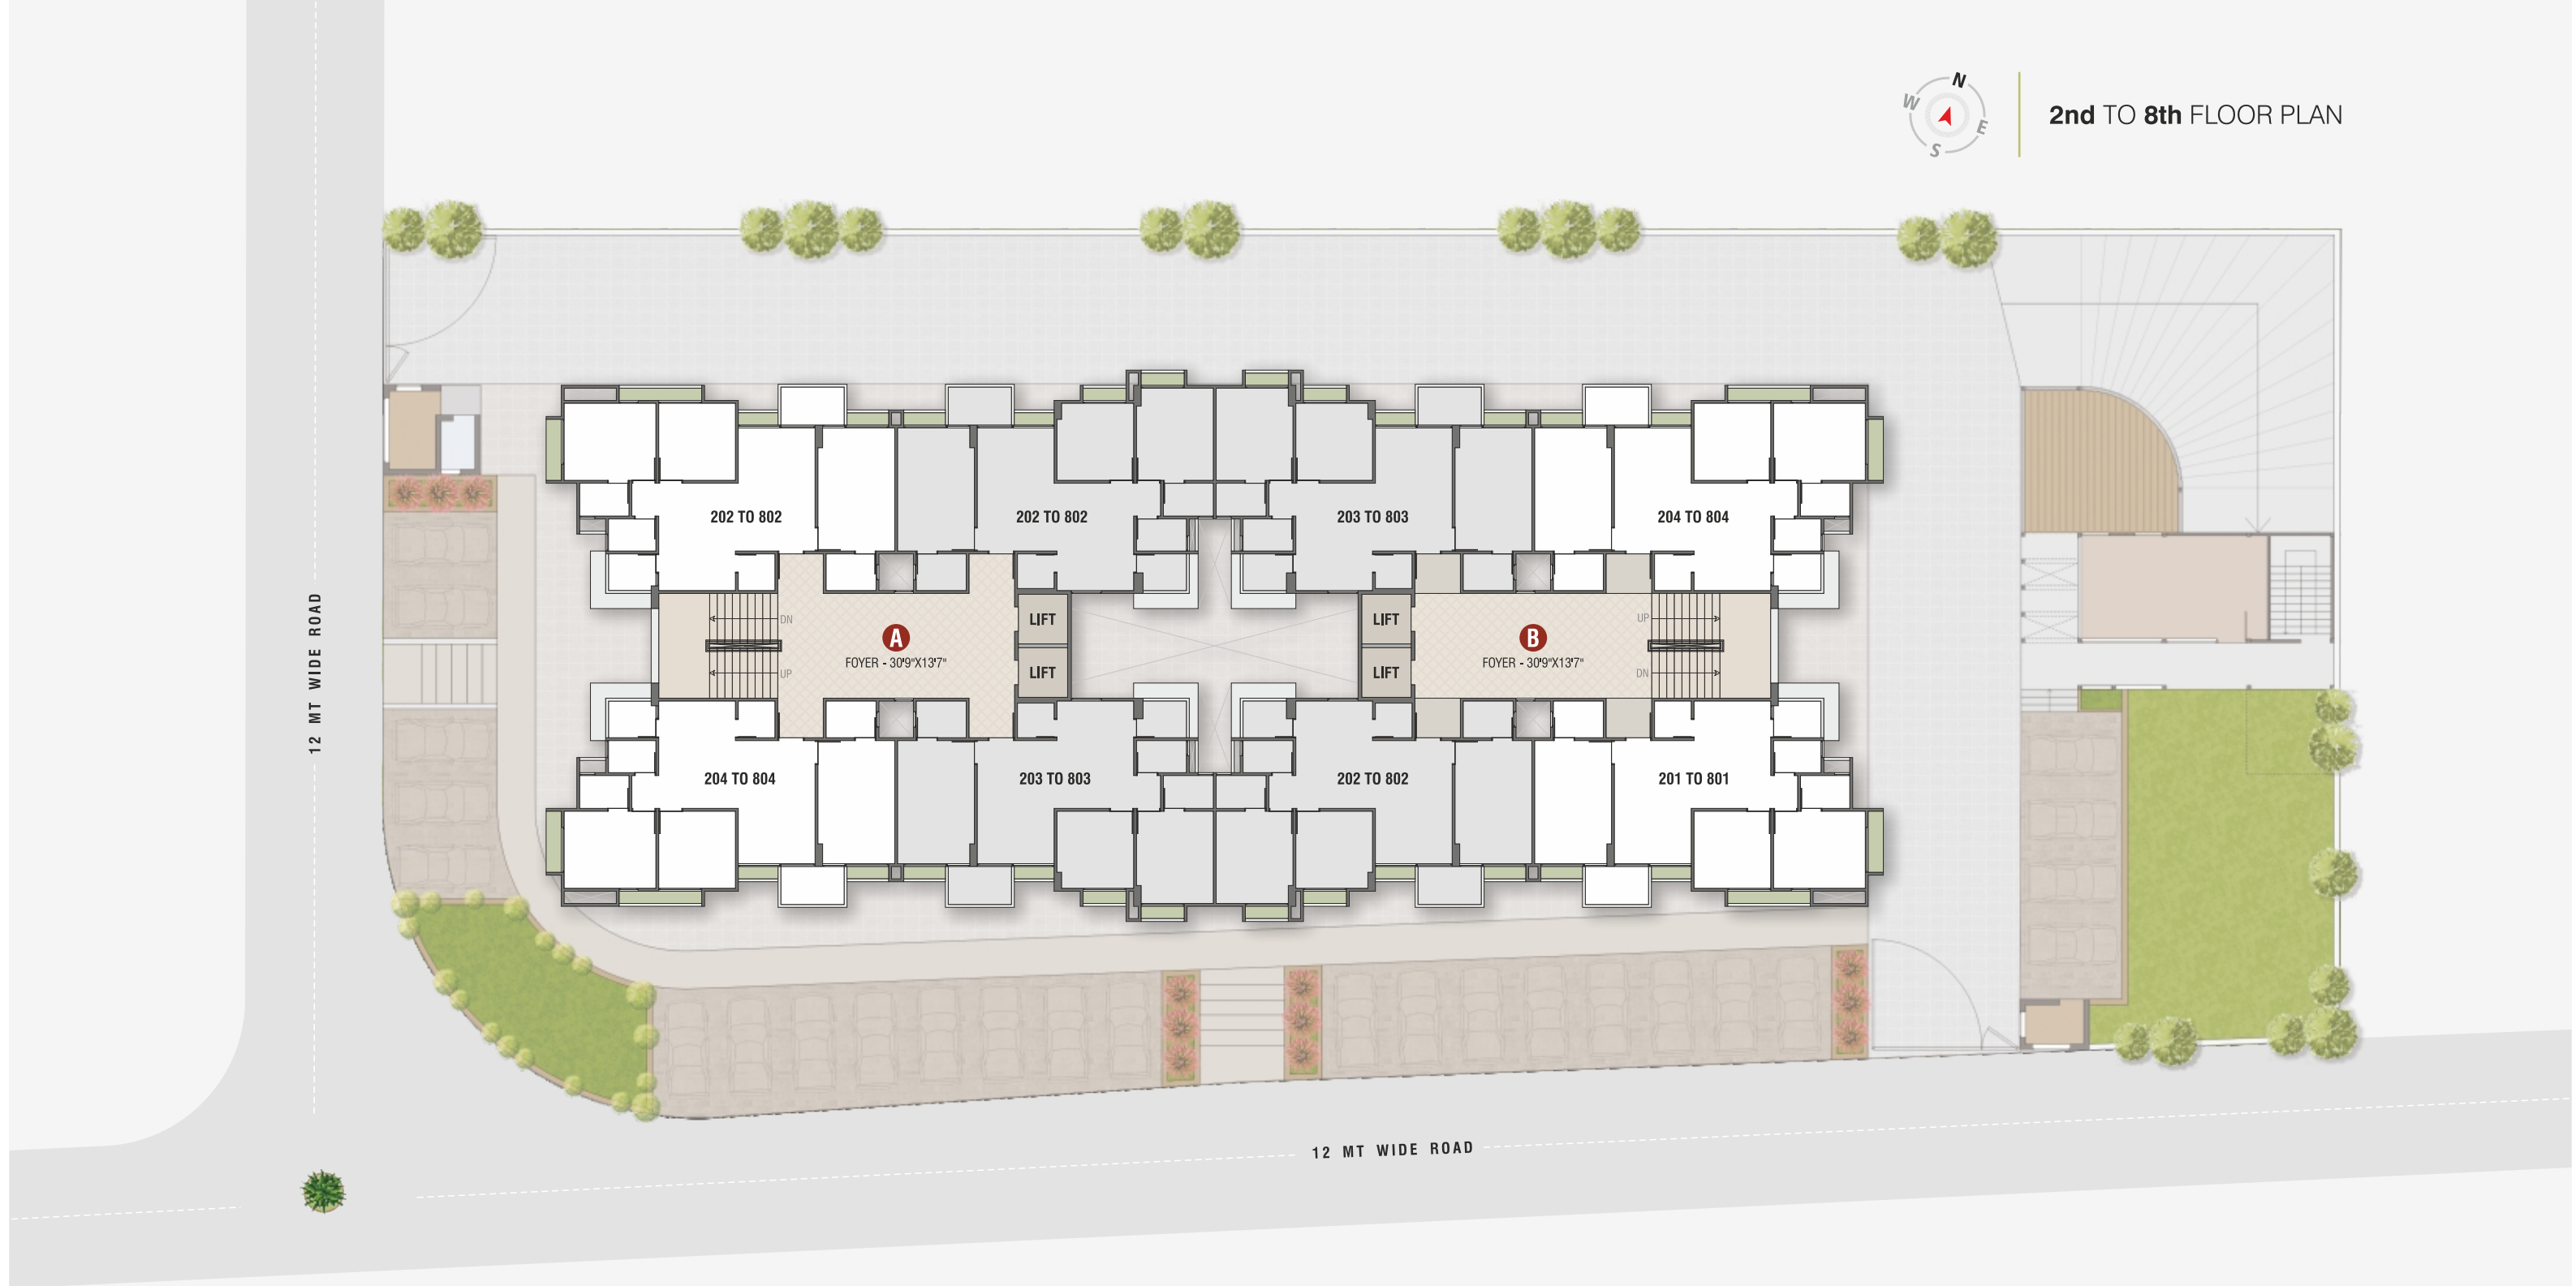 N
W
E
S
2nd TO 8th FLOOR PLAN
202 TO 802
202 TO 802
203 TO 803
204 TO 804
12 MT WIDE ROAD
DN
UP
A
FOYER - 30'9"X13'7"
LIFT
LIFT
LIFT
LIFT
B
FOYER - 30'9"X13'7"
UP
DN
204 TO 804
203 TO 803
202 TO 802
201 TO 801
12 MT WIDE ROAD